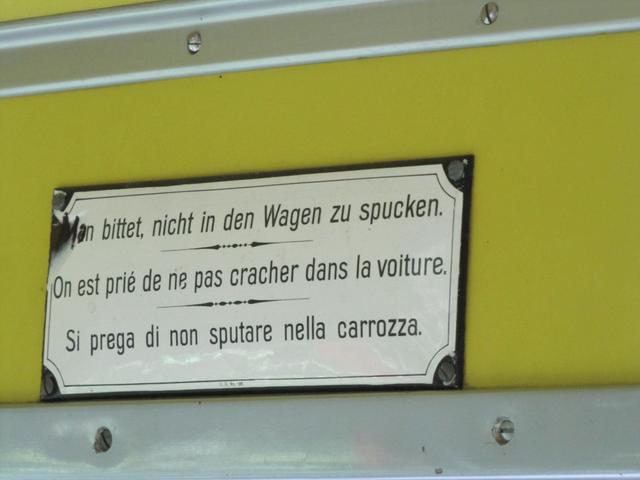 Man bittet, nicht in den Wagen zu spucken.
On est prié de ne pas cracher dans la voiture.
Si prega di non sputare nella carrozza.